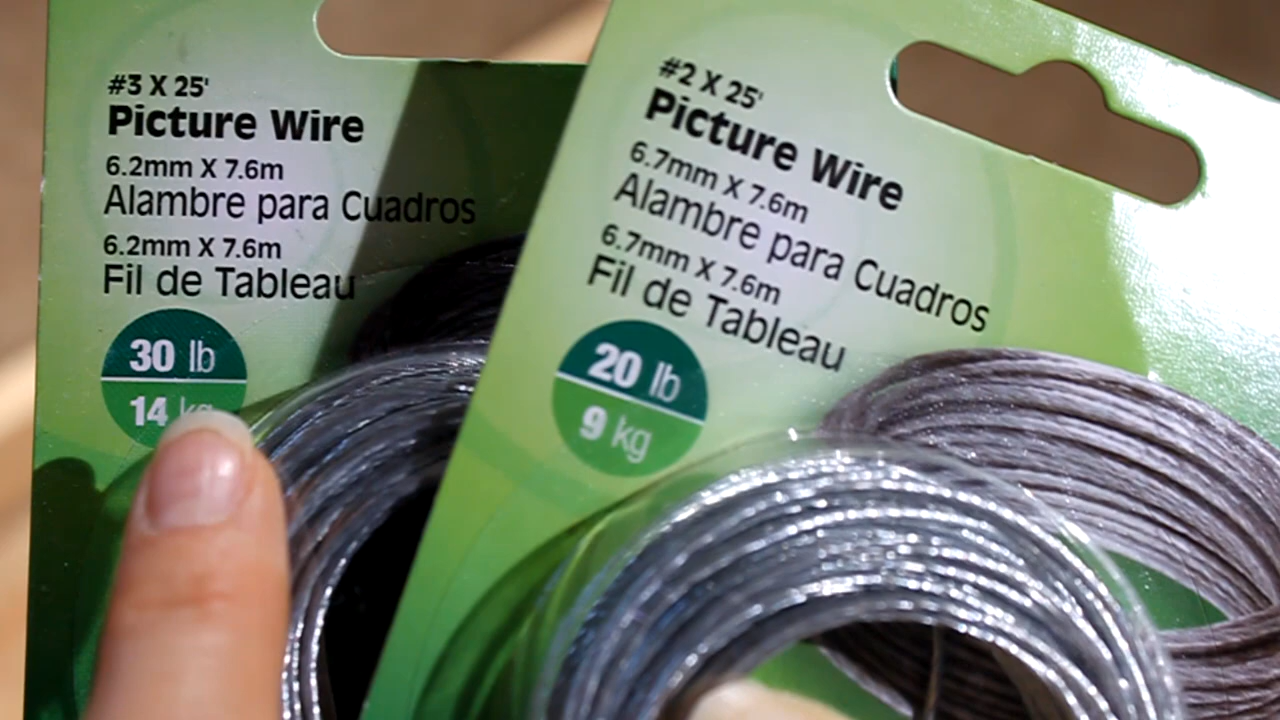 #3 X 25'
Picture Wire
6.2mm X 7.6m
Alambre para Cuadros
6.2mm X 7.6m
Fil de Tableau
30 lb
14 kg
#2 X 25'
Picture Wire
6.7mm X 7.6m
Alambre para Cuadros
6.7mm X 7.6m
Fil de Tableau
20 lb
9 kg